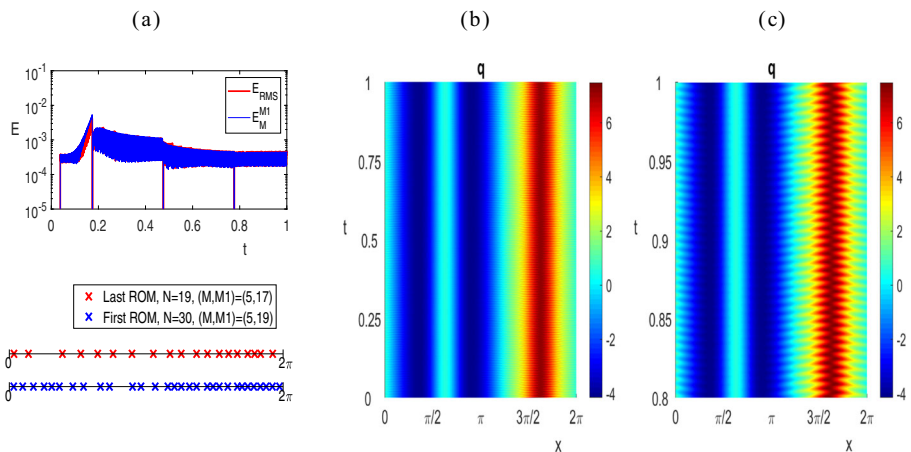 (a)
10^-1
10^-2
10^-3
10^-4
10^-5
E
0 0.2 0.4 0.6 0.8 1
t
E_RMS
E_M^M1
Last ROM, N=19, (M,M1)=(5,17)
First ROM, N=30, (M,M1)=(5,19)
0 2π
0 2π
(b)
q
1
0.75
0.5
0.25
0
t
0 π/2 π 3π/2 2π
x
6
4
2
0
-2
-4
(c)
q
1
0.95
0.9
0.85
0.8
t
0 π/2 π 3π/2 2π
x
6
4
2
0
-2
-4